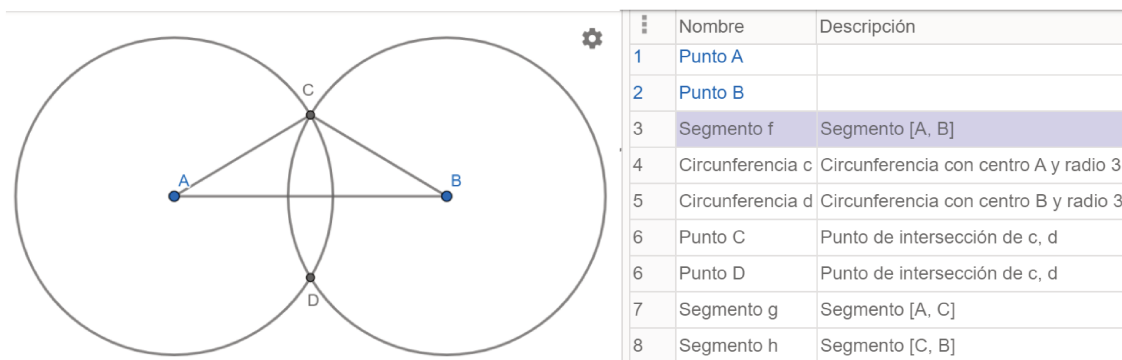 C
A
B
D
Nombre Descripción
1 Punto A
2 Punto B
3 Segmento f Segmento [A, B]
4 Circunferencia c Circunferencia con centro A y radio 3
5 Circunferencia d Circunferencia con centro B y radio 3
6 Punto C Punto de intersección de c, d
6 Punto D Punto de intersección de c, d
7 Segmento g Segmento [A, C]
8 Segmento h Segmento [C, B]